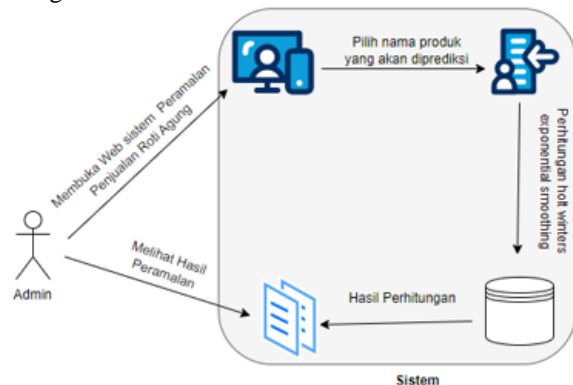 Pilih nama produk
yang akan diprediksi
Membuka Web sistem Peramalan
Penjualan Roti Agung
Perhitungan holt winters
exponential smoothing
Admin
Melihat Hasil
Peramalan
Hasil Perhitungan
Sistem